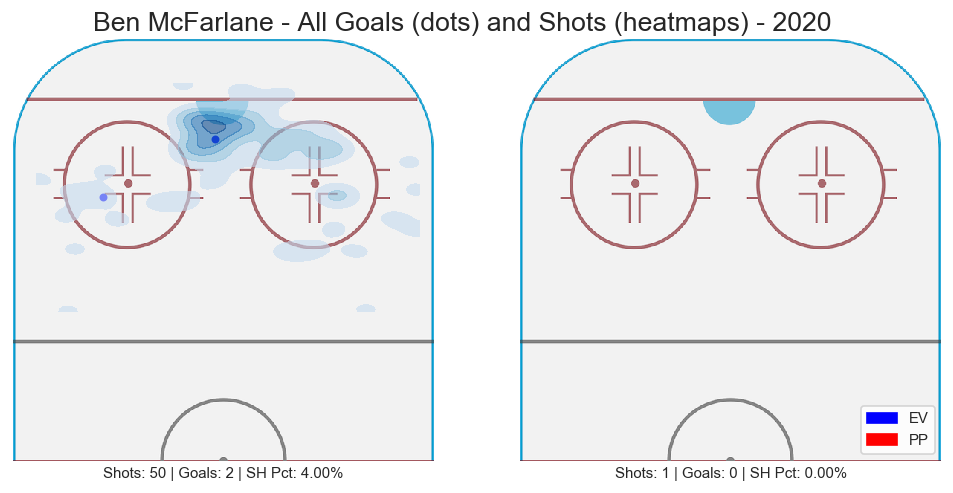 Ben McFarlane - All Goals (dots) and Shots (heatmaps) - 2020
EV
PP
Shots: 50 | Goals: 2 | SH Pct: 4.00%
Shots: 1 | Goals: 0 | SH Pct: 0.00%